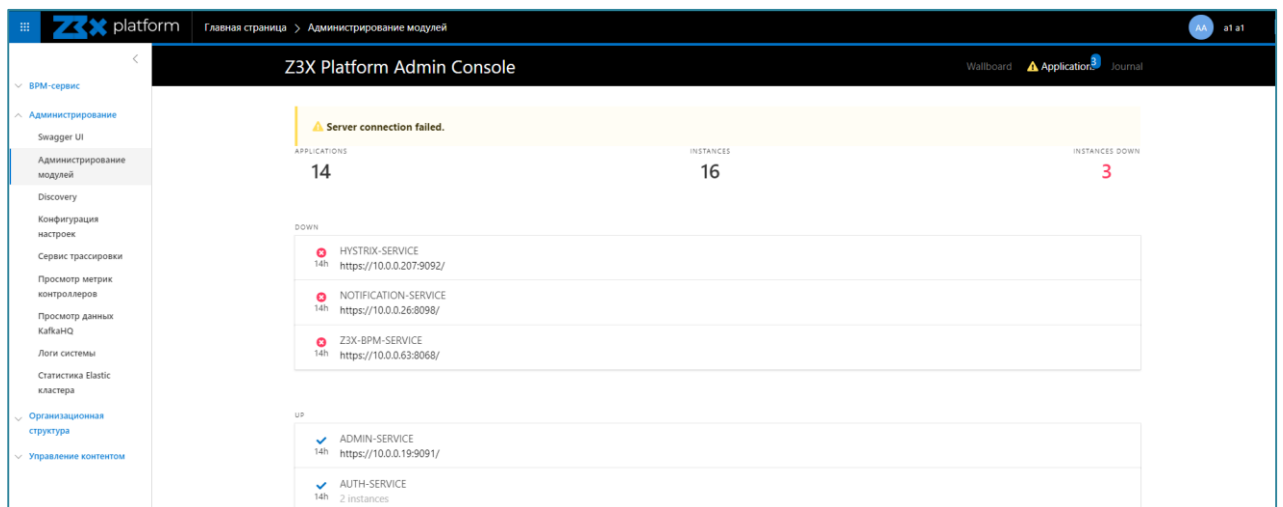 Z3X platform
Главная страница > Администрирование модулей
AA
a1 a1
BPM-сервис
Администрирование
Swagger UI
Администрирование
модулей
Discovery
Конфигурация
настроек
Сервис трассировки
Просмотр метрик
контроллеров
Просмотр данных
KafkaHQ
Логи системы
Статистика Elastic
кластера
Организационная
структура
Управление контентом
Z3X Platform Admin Console
Wallboard
Applications 3
Journal
Server connection failed.
APPLICATIONS
14
INSTANCES
16
INSTANCES DOWN
3
DOWN
HYSTRIX-SERVICE
14h https://10.0.0.207:9092/
NOTIFICATION-SERVICE
14h https://10.0.0.26:8098/
Z3X-BPM-SERVICE
14h https://10.0.0.63:8068/
UP
ADMIN-SERVICE
14h https://10.0.0.19:9091/
AUTH-SERVICE
14h 2 instances